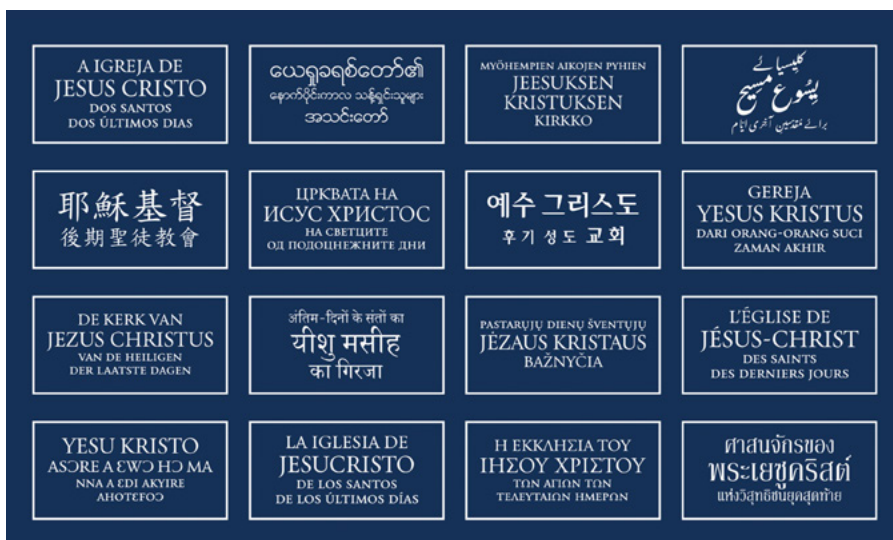 A IGREJA DE
JESUS CRISTO
DOS SANTOS
DOS ÚLTIMOS DIAS
ယေရှုခရစ်တော်၏
နောက်ပိုင်းကာလ သန့်ရှင်းသူများ
အသင်းတော်
MYÖHEMPIEN AIKOJEN PYHIEN
JEESUKSEN
KRISTUKSEN
KIRKKO
کلیسیائے
یسُوع مسیح
برائے مُقدّسین آخری ایّام
耶穌基督
後期聖徒教會
ЦРКВАТА НА
ИСУС ХРИСТОС
НА СВЕТЦИТЕ
ОД ПОДОЦНЕЖНИТЕ ДНИ
예수 그리스도
후기 성도 교회
GEREJA
YESUS KRISTUS
DARI ORANG-ORANG SUCI
ZAMAN AKHIR
DE KERK VAN
JEZUS CHRISTUS
VAN DE HEILIGEN
DER LAATSTE DAGEN
अंतिम-दिनों के संतों का
यीशु मसीह
का गिरजा
PASTARŲJŲ DIENŲ ŠVENTŲJŲ
JĖZAUS KRISTAUS
BAŽNYČIA
L'ÉGLISE DE
JÉSUS-CHRIST
DES SAINTS
DES DERNIERS JOURS
YESU KRISTO
ASƆRE A ƐWƆ HƆ MA
NNA A ƐDI AKYIRE
AHOTEFOƆ
LA IGLESIA DE
JESUCRISTO
DE LOS SANTOS
DE LOS ÚLTIMOS DÍAS
Η ΕΚΚΛΗΣΙΑ ΤΟΥ
ΙΗΣΟΥ ΧΡΙΣΤΟΥ
ΤΩΝ ΑΓΙΩΝ ΤΩΝ
ΤΕΛΕΥΤΑΙΩΝ ΗΜΕΡΩΝ
ศาสนจักรของ
พระเยซูคริสต์
แห่งวิสุทธิชนยุคสุดท้าย